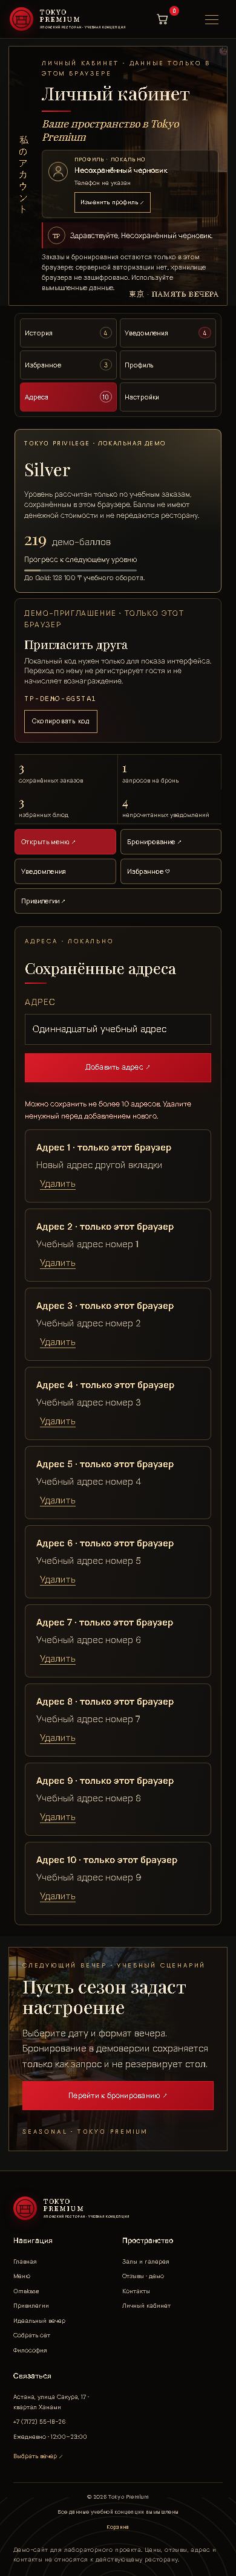 TOKYO
PREMIUM
ЯПОНСКИЙ РЕСТОРАН · УЧЕБНАЯ КОНЦЕПЦИЯ
ЛИЧНЫЙ КАБИНЕТ · ДАННЫЕ ТОЛЬКО В
ЭТОМ БРАУЗЕРЕ
Личный кабинет
Ваше пространство в Tokyo
Premium
私のアカウント
ПРОФИЛЬ · ЛОКАЛЬНО
Несохранённый черновик
Телефон не указан
Изменить профиль ↗
TP
Здравствуйте, Несохранённый черновик.
Заказы и бронирования остаются только в этом
браузере; серверной авторизации нет, хранилище
браузера не зашифровано. Используйте
вымышленные данные.
東京 · ПАМЯТЬ ВЕЧЕРА
История 4
Уведомления 4
Избранное 3
Профиль
Адреса 10
Настройки
TOKYO PRIVILEGE · ЛОКАЛЬНАЯ ДЕМО
Silver
Уровень рассчитан только по учебным заказам,
сохранённым в этом браузере. Баллы не имеют
денежной стоимости и не передаются ресторану.
219 демо-баллов
Прогресс к следующему уровню
До Gold: 128 100 ₸ учебного оборота.
ДЕМО-ПРИГЛАШЕНИЕ · ТОЛЬКО ЭТОТ
БРАУЗЕР
Пригласить друга
Локальный код нужен только для показа интерфейса.
Переход по нему не регистрирует гостя и не
начисляет вознаграждение.
TP-DEMO-6G5TA1
Скопировать код
3
сохранённых заказов
1
запросов на бронь
3
избранных блюд
4
непрочитанных уведомлений
Открыть меню ↗
Бронирование ↗
Уведомления
Избранное ♡
Привилегии ↗
АДРЕСА · ЛОКАЛЬНО
Сохранённые адреса
АДРЕС
Одиннадцатый учебный адрес
Добавить адрес ↗
Можно сохранить не более 10 адресов. Удалите
ненужный перед добавлением нового.
Адрес 1 · только этот браузер
Новый адрес другой вкладки
Удалить
Адрес 2 · только этот браузер
Учебный адрес номер 1
Удалить
Адрес 3 · только этот браузер
Учебный адрес номер 2
Удалить
Адрес 4 · только этот браузер
Учебный адрес номер 3
Удалить
Адрес 5 · только этот браузер
Учебный адрес номер 4
Удалить
Адрес 6 · только этот браузер
Учебный адрес номер 5
Удалить
Адрес 7 · только этот браузер
Учебный адрес номер 6
Удалить
Адрес 8 · только этот браузер
Учебный адрес номер 7
Удалить
Адрес 9 · только этот браузер
Учебный адрес номер 8
Удалить
Адрес 10 · только этот браузер
Учебный адрес номер 9
Удалить
СЛЕДУЮЩИЙ ВЕЧЕР · УЧЕБНЫЙ СЦЕНАРИЙ
Пусть сезон задаст
настроение
Выберите дату и формат вечера.
Бронирование в демоверсии сохраняется
только как запрос и не резервирует стол.
Перейти к бронированию ↗
SEASONAL · TOKYO PREMIUM
TOKYO
PREMIUM
ЯПОНСКИЙ РЕСТОРАН · УЧЕБНАЯ КОНЦЕПЦИЯ
Навигация
Главная
Меню
Omakase
Привилегии
Идеальный вечер
Собрать сет
Философия
Пространство
Залы и галерея
Отзывы · демо
Контакты
Личный кабинет
Связаться
Астана, улица Сакура, 17 ·
квартал Ханами
+7 (7172) 55-18-26
Ежедневно · 12:00–23:00
Выбрать вечер ↗
© 2026 Tokyo Premium
Все данные учебной концепции вымышлены
Корзина
Демо-сайт для лабораторного проекта. Цены, отзывы, адрес и
контакты не относятся к действующему ресторану.